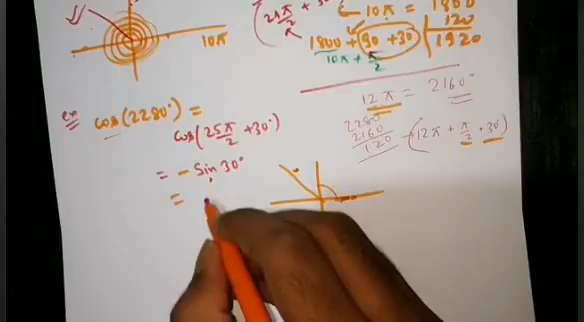 10π = 1800
(25π/2 + 30
π
120
1800 + 90 + 30
1920
10π
10π + π/2
12π = 2160°
ex cos(2280°) =
2280
2160
120
(12π + π/2 + 30°)
cos(25π/2 + 30°)
= - Sin 30°
=